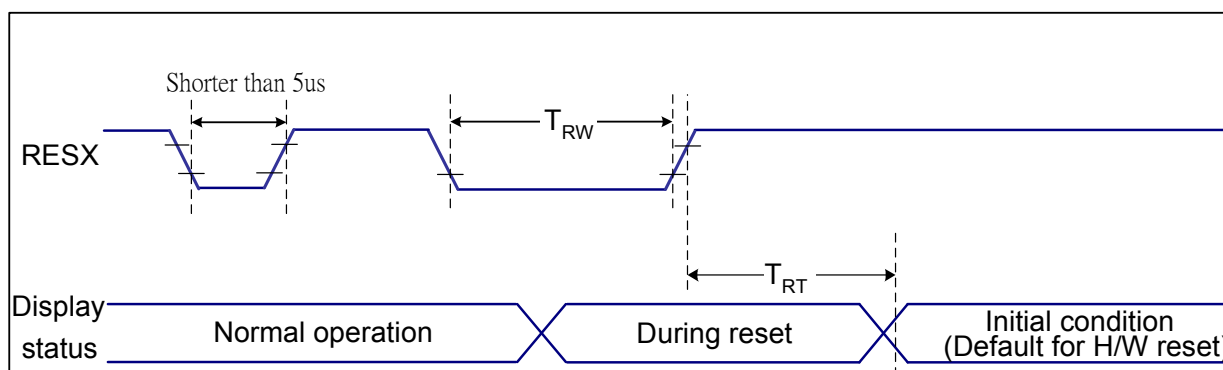 Shorter than 5us
RESX
TRW
TRT
Display
status
Normal operation
During reset
Initial condition
(Default for H/W reset)